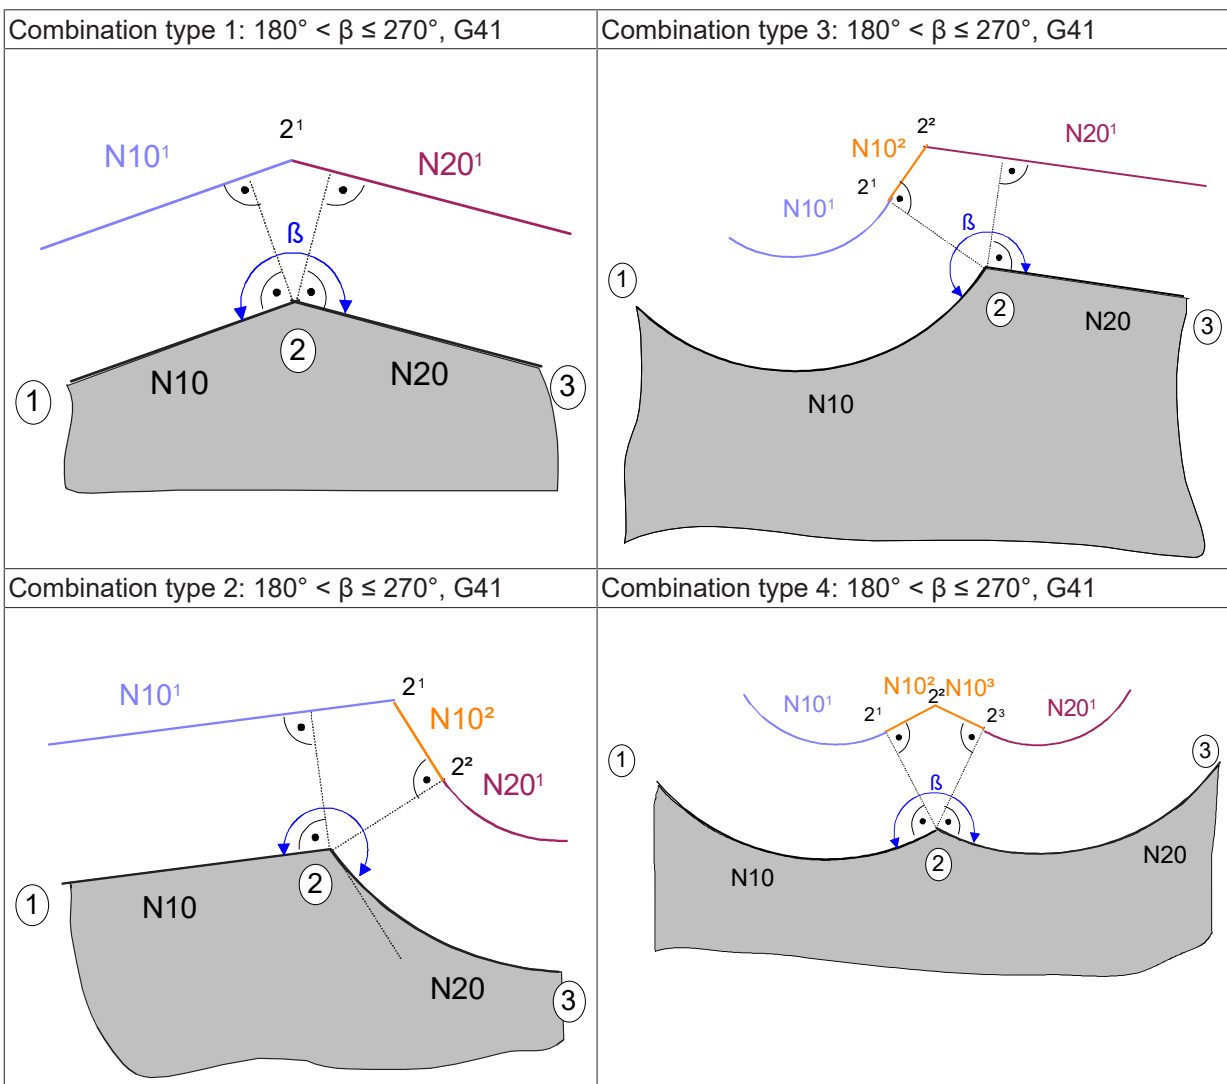 Combination type 1: 180° < β ≤ 270°, G41
2¹
N10¹
N20¹
ß
2
N10
N20
1
3
Combination type 3: 180° < β ≤ 270°, G41
2²
N20¹
N10²
2¹
N10¹
ß
1
2
N20
3
N10
Combination type 2: 180° < β ≤ 270°, G41
N10¹
2¹
N10²
2²
N20¹
2
1
N10
N20
3
Combination type 4: 180° < β ≤ 270°, G41
N10² N10³
2²
N10¹
2¹
2³
N20¹
1
3
ß
2
N10
N20